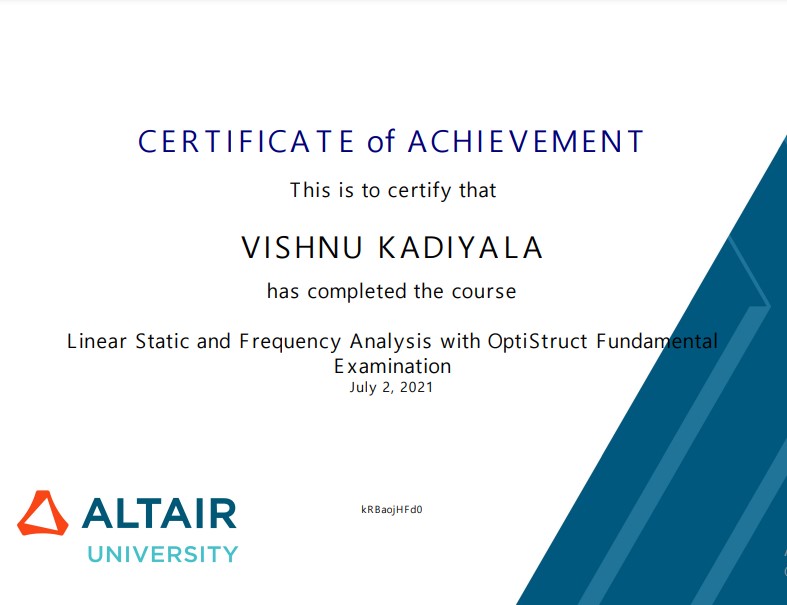 CERTIFICATE of ACHIEVEMENT
This is to certify that
VISHNU KADIYALA
has completed the course
Linear Static and Frequency Analysis with OptiStruct Fundamental
Examination
July 2, 2021
kRBaojHFd0
ALTAIR
UNIVERSITY